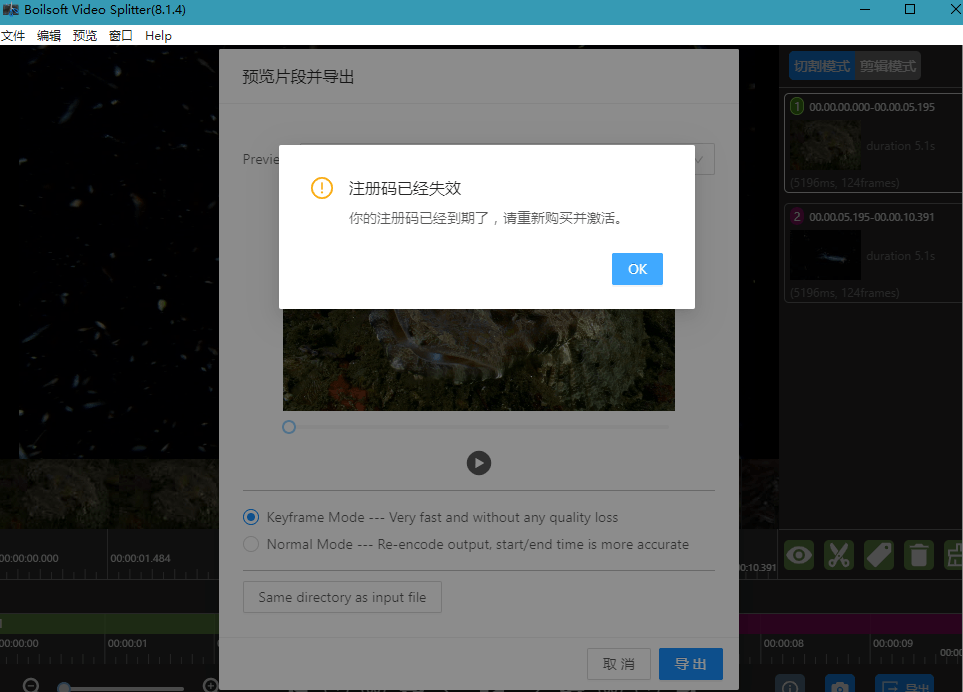 Boilsoft Video Splitter(8.1.4)
文件 编辑 预览 窗口 Help
预览片段并导出
切割模式 剪辑模式
1 00.00.00.000-00.00.05.195
duration 5.1s
(5196ms, 124frames)
Previe
注册码已经失效
你的注册码已经到期了，请重新购买并激活。
OK
2 00.00.05.195-00.00.10.391
duration 5.1s
(5196ms, 124frames)
Keyframe Mode --- Very fast and without any quality loss
Normal Mode --- Re-encode output, start/end time is more accurate
00:00:00.000 00:00:01.484
00:10.391
Same directory as input file
00:00:00 00:00:01
00:00:08 00:00:09
00:00
取 消 导 出
导出